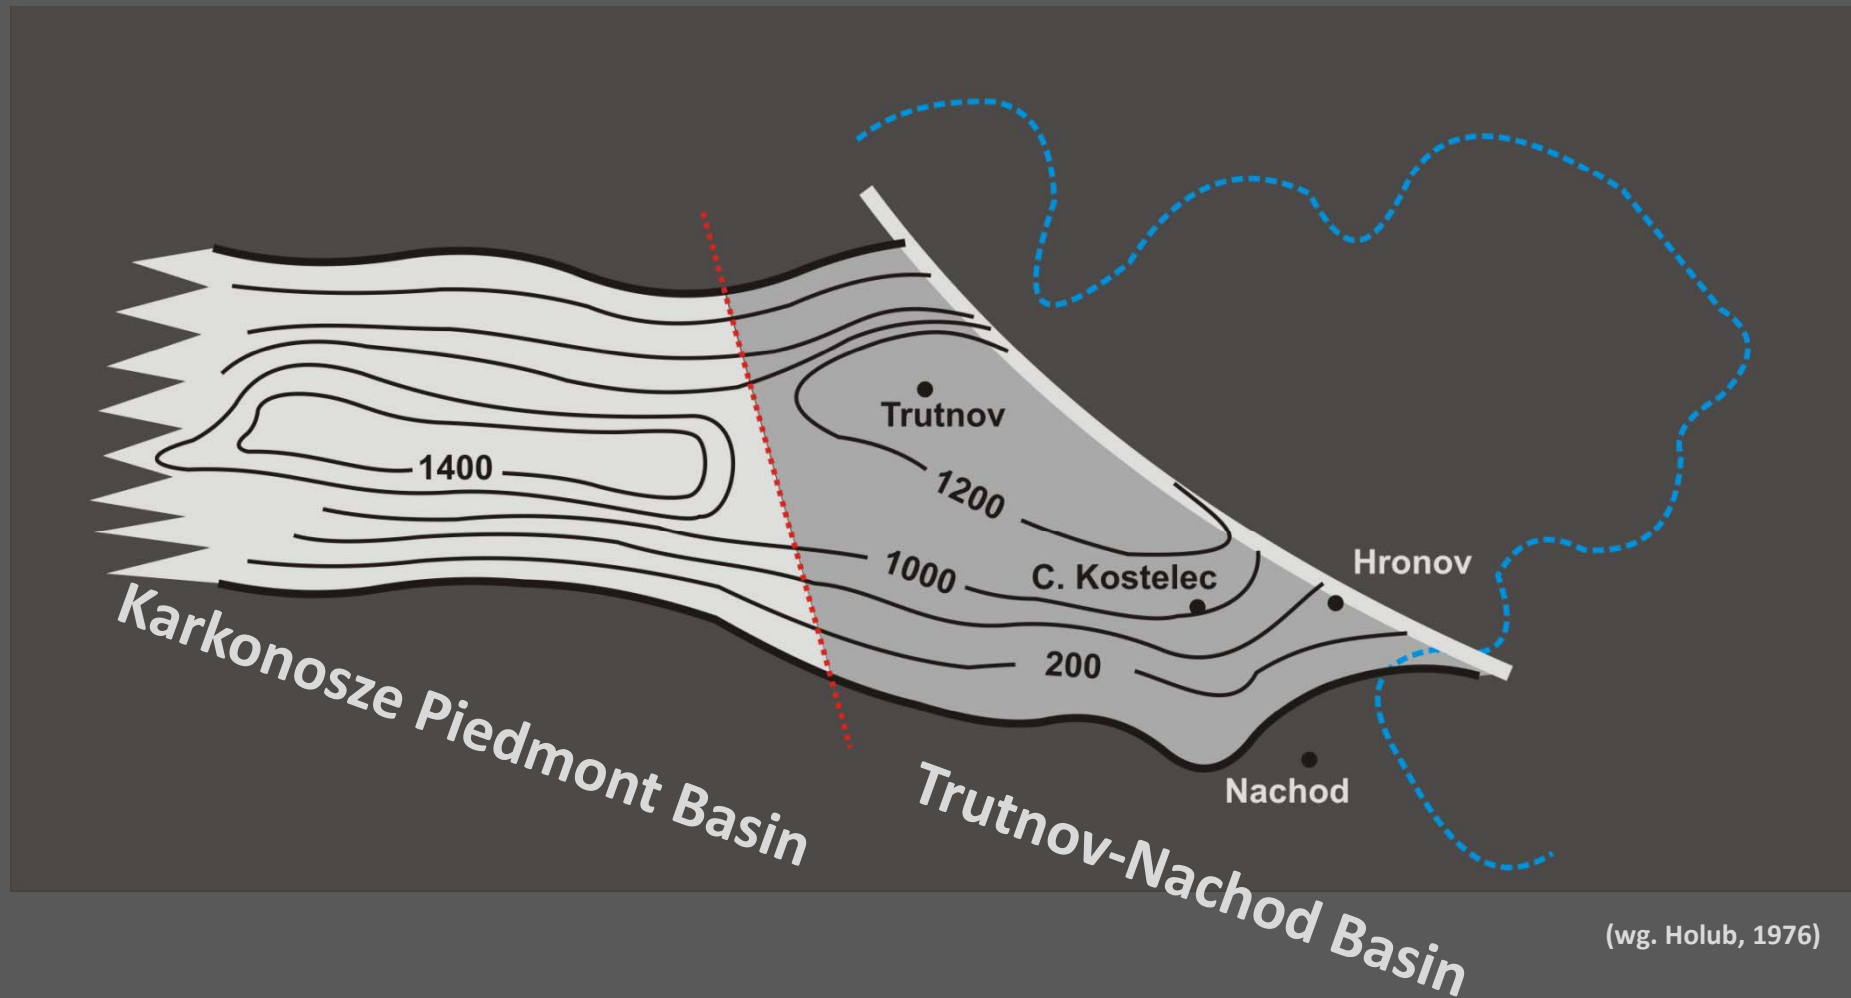 Trutnov
1400
1200
1000
C. Kostelec
Hronov
200
Nachod
Karkonosze Piedmont Basin
Trutnov-Nachod Basin
(wg. Holub, 1976)